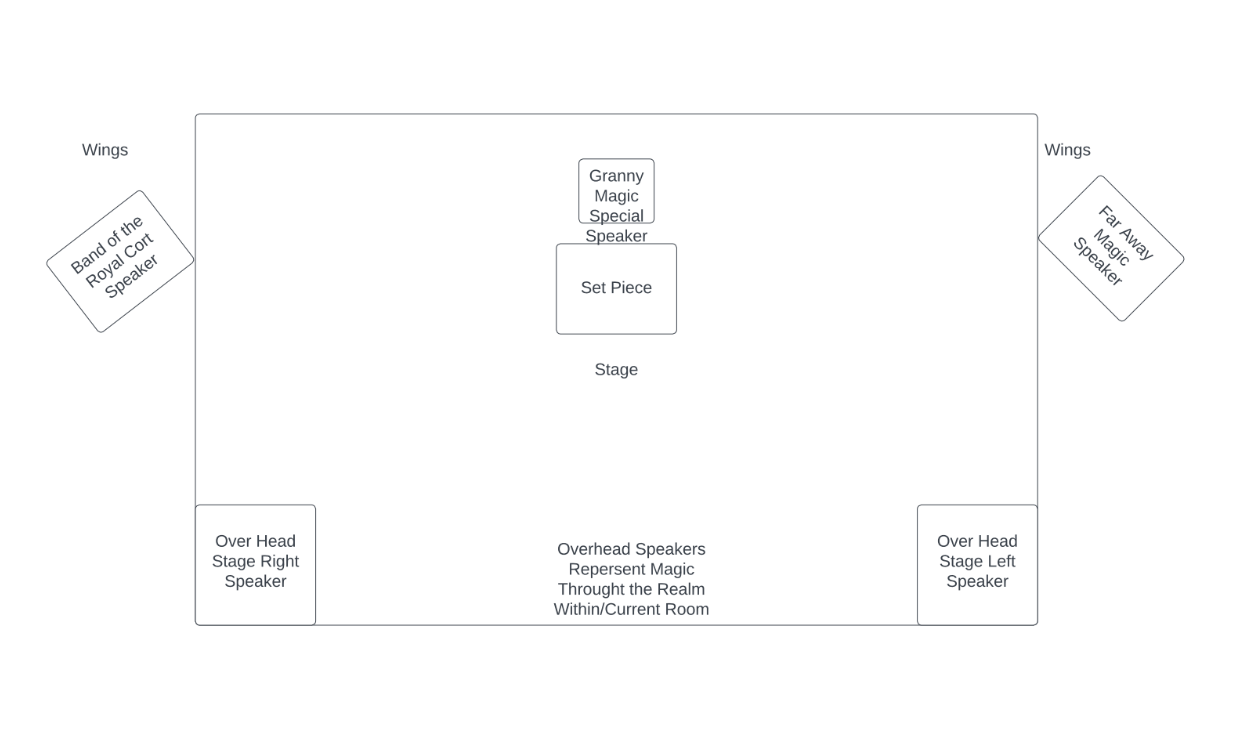 Wings
Wings
Granny
Magic
Special
Speaker
Band of the
Royal Cort
Speaker
Far Away
Magic
Speaker
Set Piece
Stage
Over Head
Stage Right
Speaker
Overhead Speakers
Repersent Magic
Throught the Realm
Within/Current Room
Over Head
Stage Left
Speaker